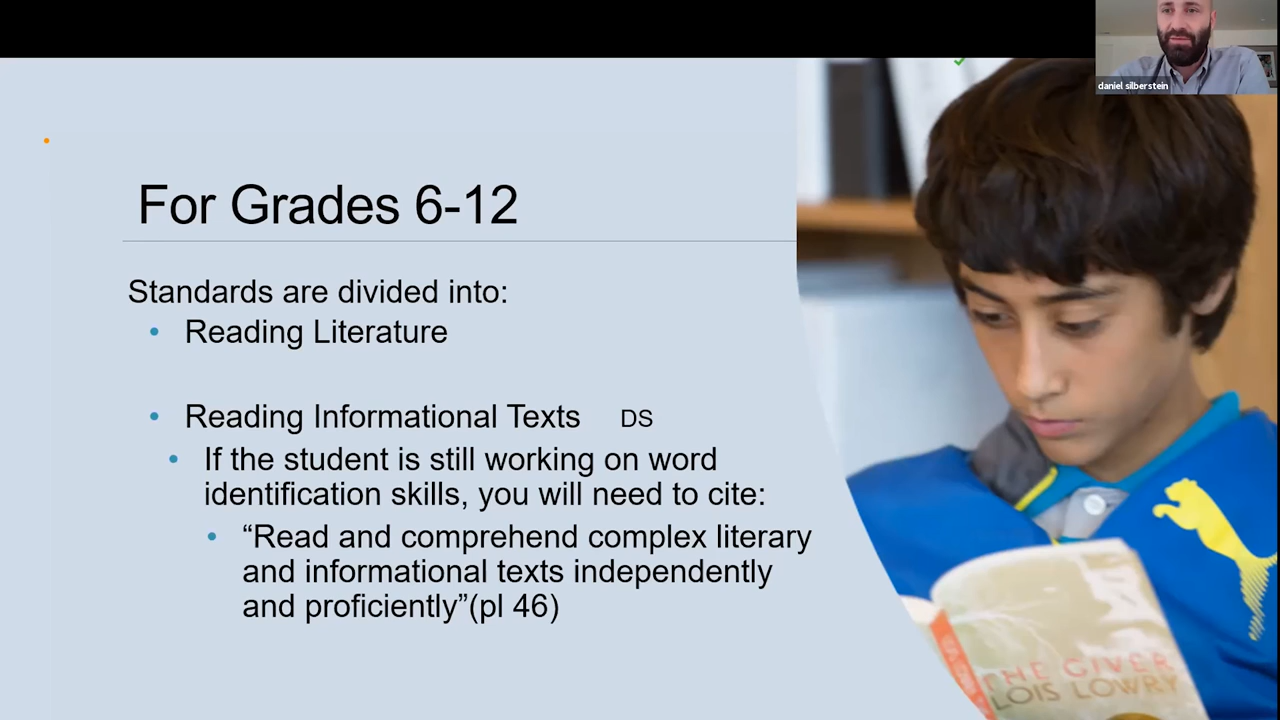 daniel silberstein
For Grades 6-12
Standards are divided into:
• Reading Literature
• Reading Informational Texts DS
• If the student is still working on word
identification skills, you will need to cite:
• “Read and comprehend complex literary
and informational texts independently
and proficiently”(pl 46)
THE GIVER
LOIS LOWRY